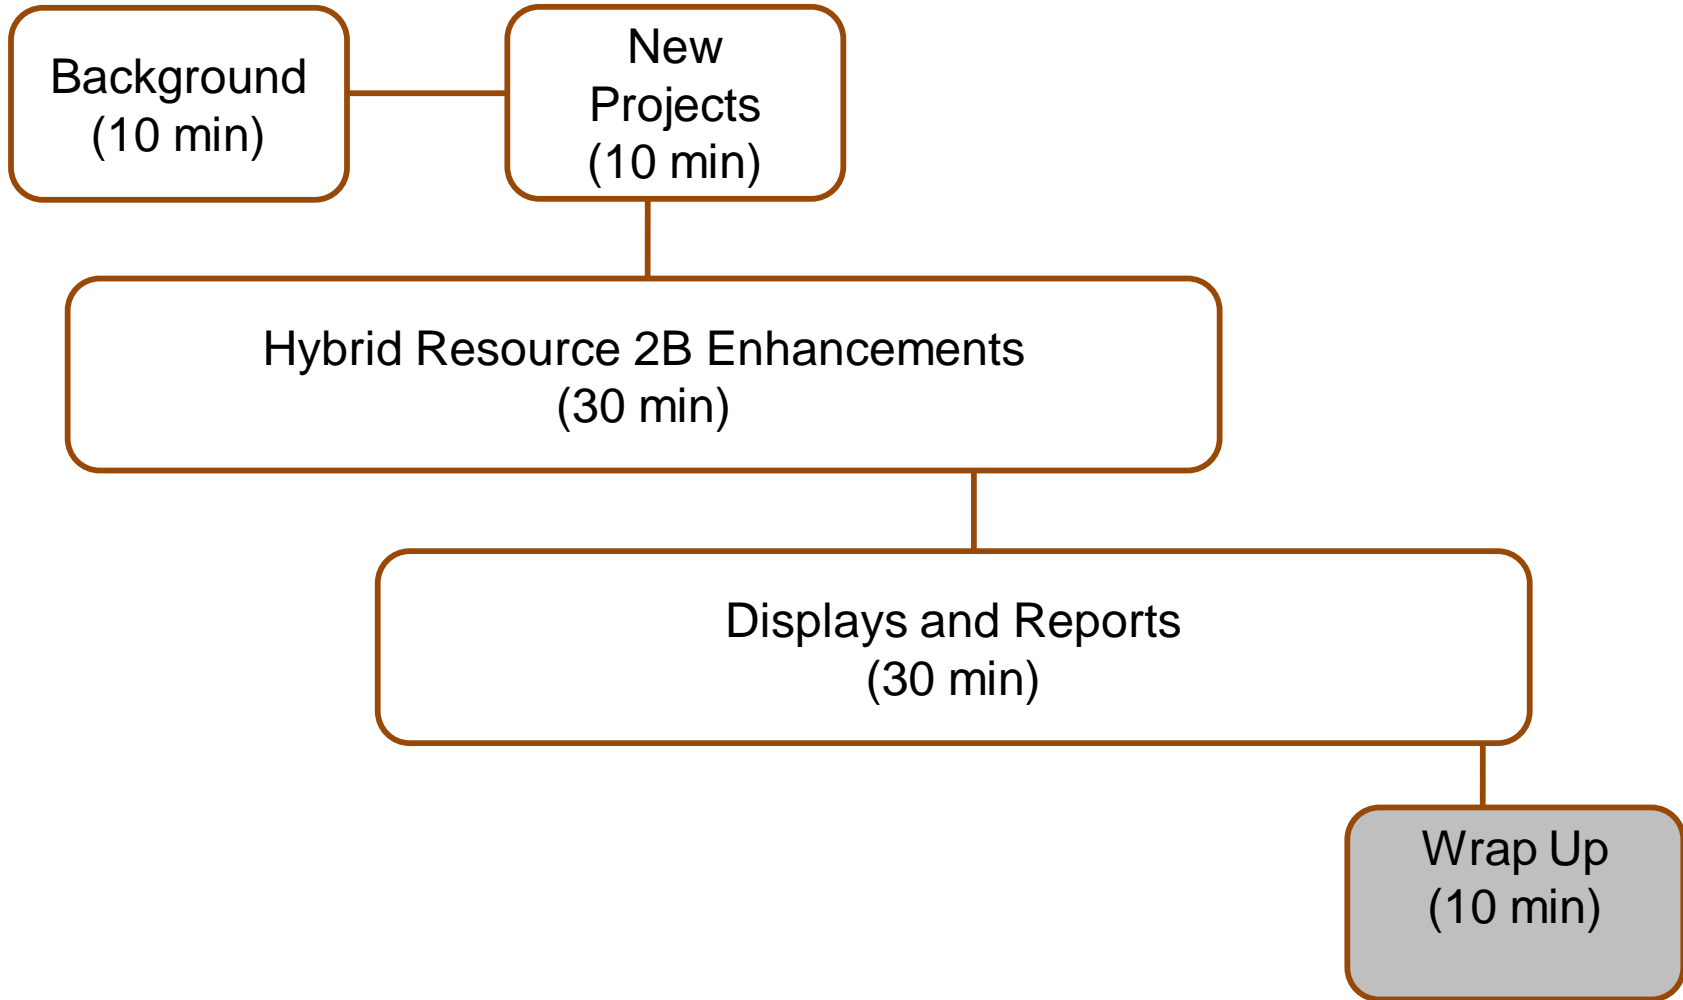 Background
(10 min)
New
Projects
(10 min)
Hybrid Resource 2B Enhancements
(30 min)
Displays and Reports
(30 min)
Wrap Up
(10 min)